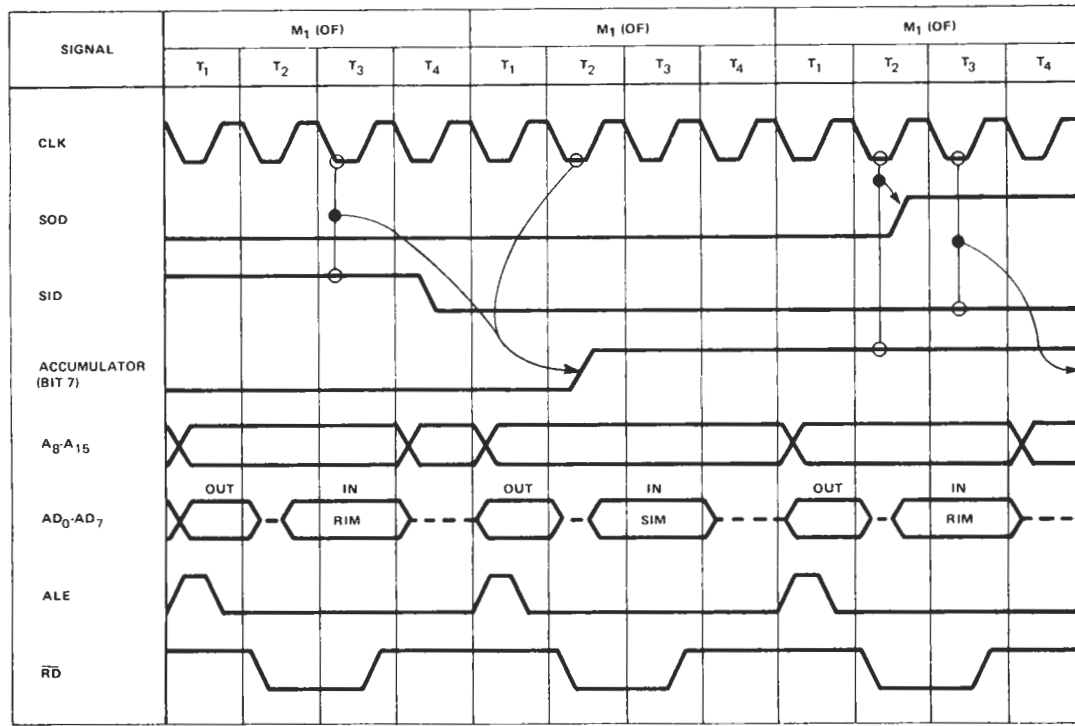 SIGNAL
M1 (OF) M1 (OF) M1 (OF)
T1 T2 T3 T4 T1 T2 T3 T4 T1 T2 T3 T4
CLK
SOD
SID
ACCUMULATOR
(BIT 7)
A8-A15
OUT IN OUT IN OUT IN
AD0-AD7 RIM SIM RIM
ALE
RD